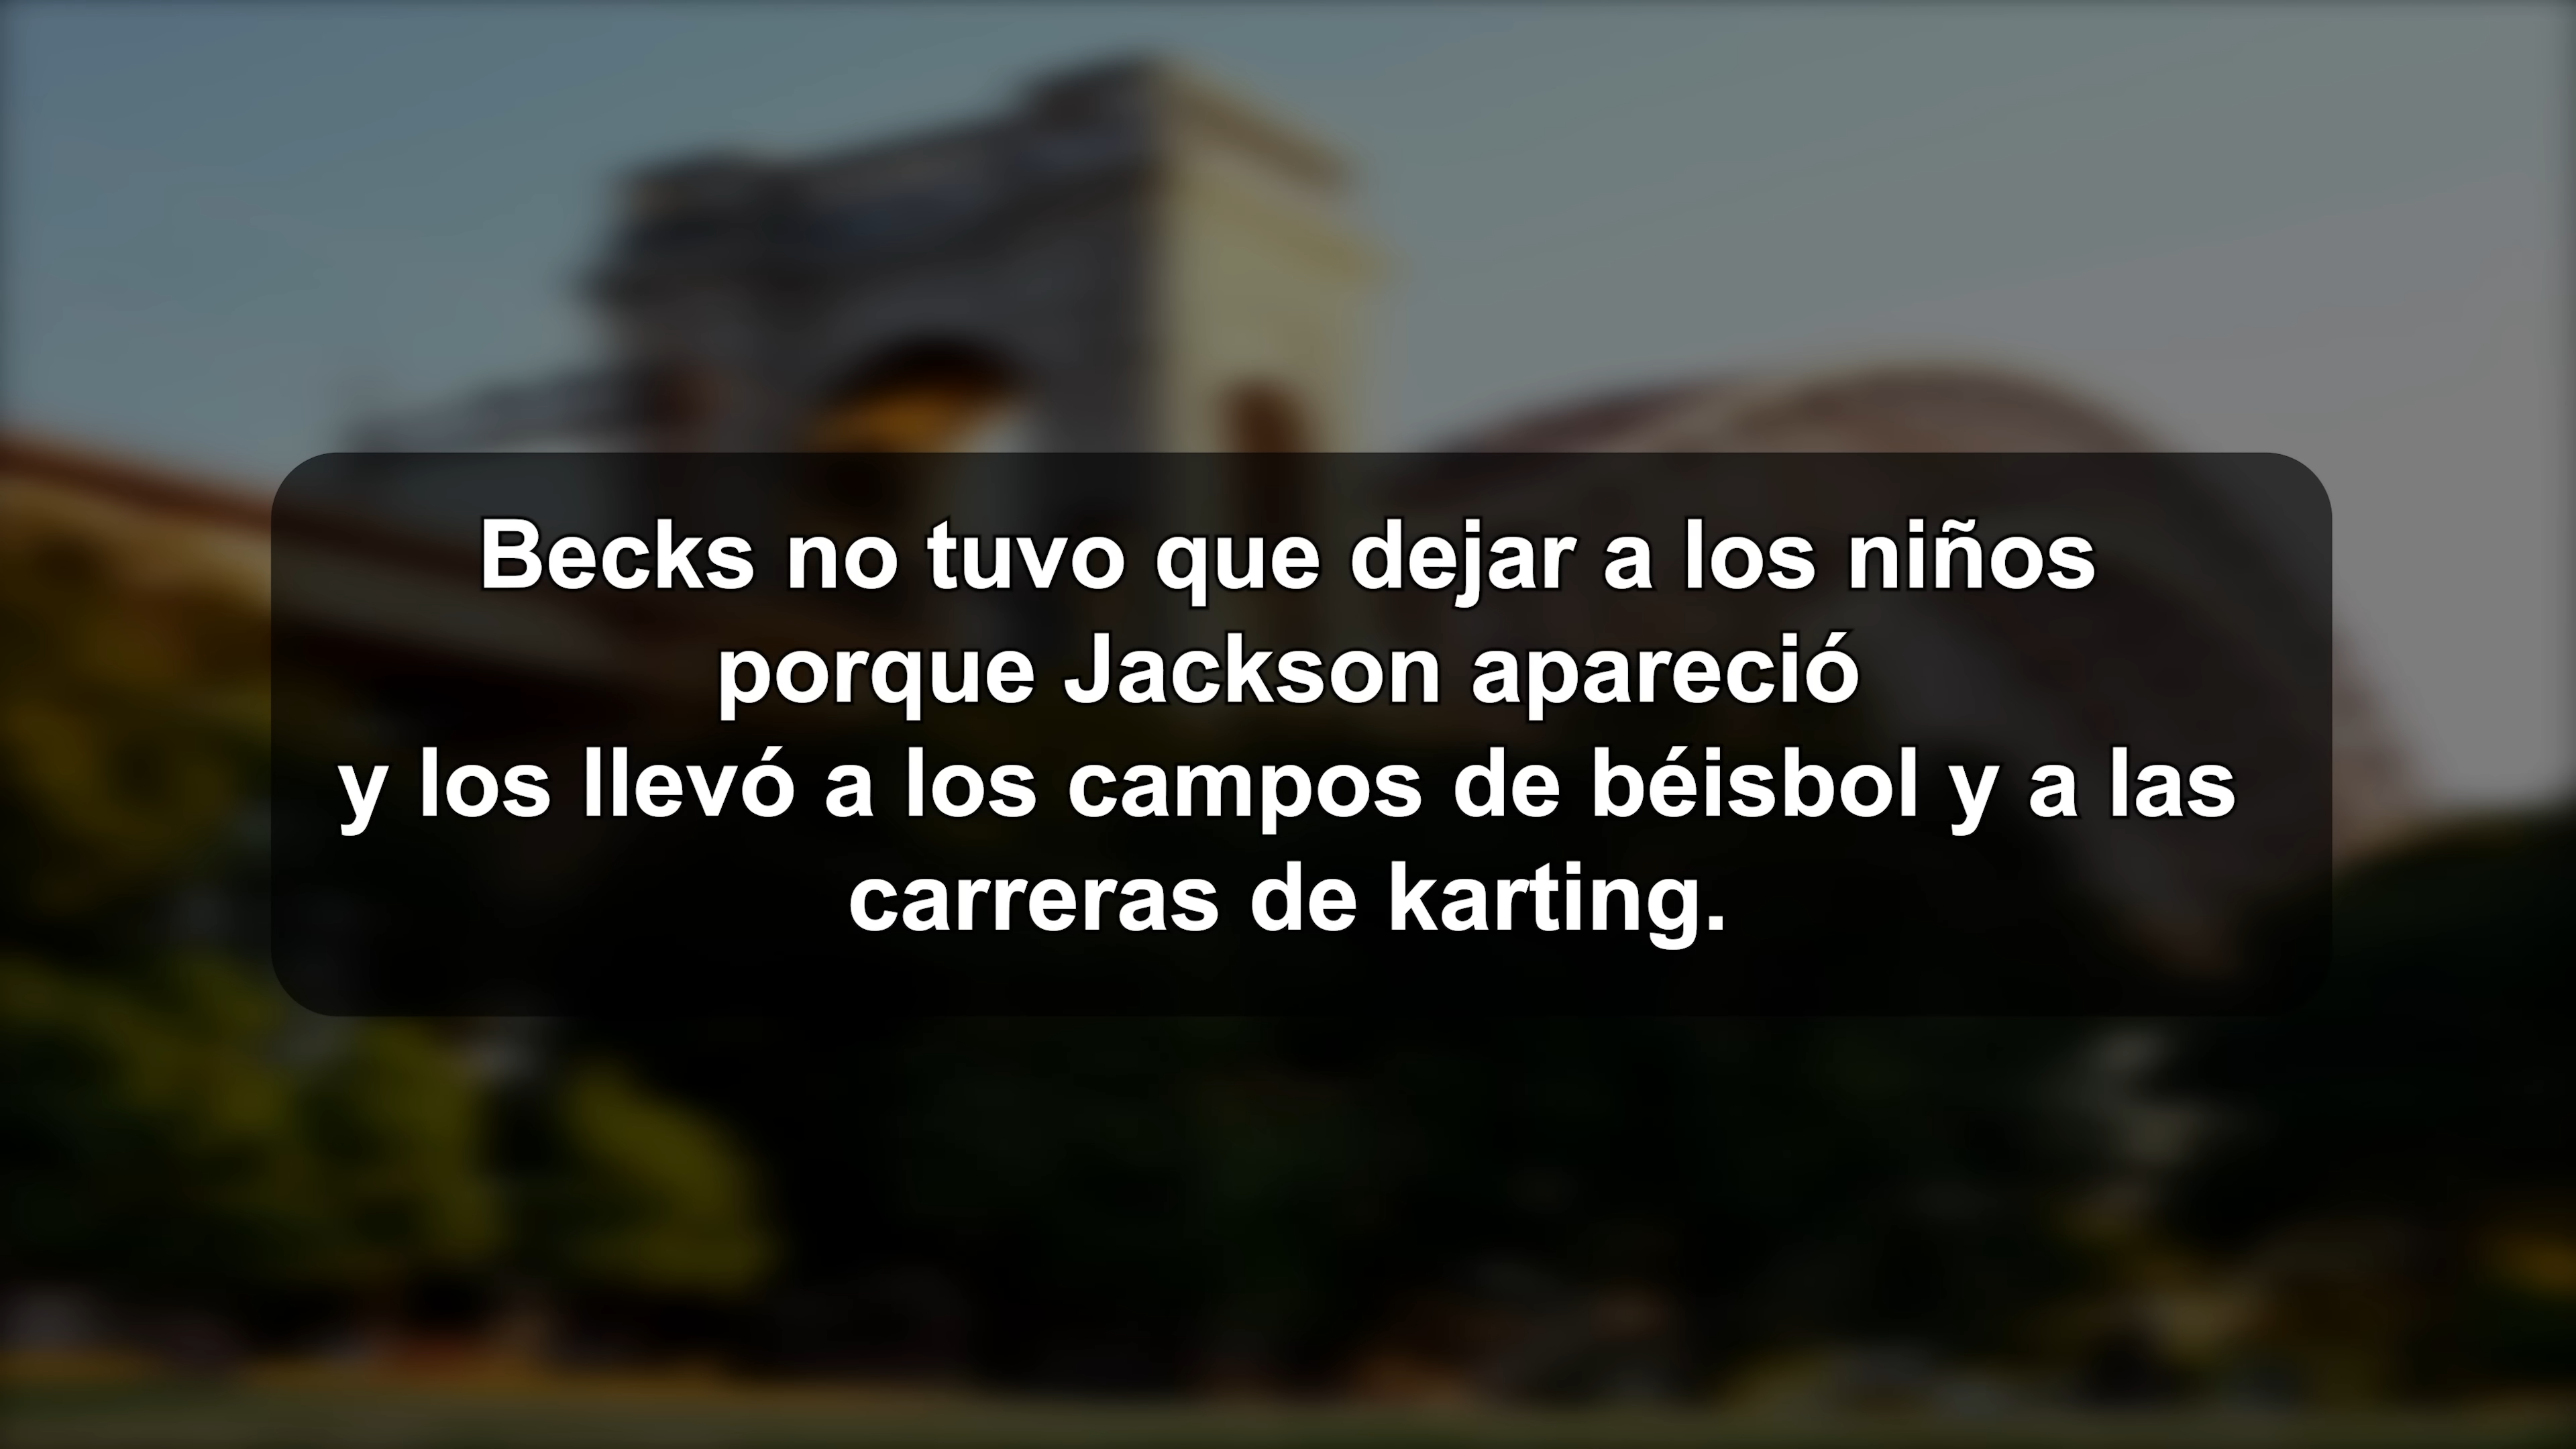 Becks no tuvo que dejar a los niños
porque Jackson apareció
y los llevó a los campos de béisbol y a las
carreras de karting.